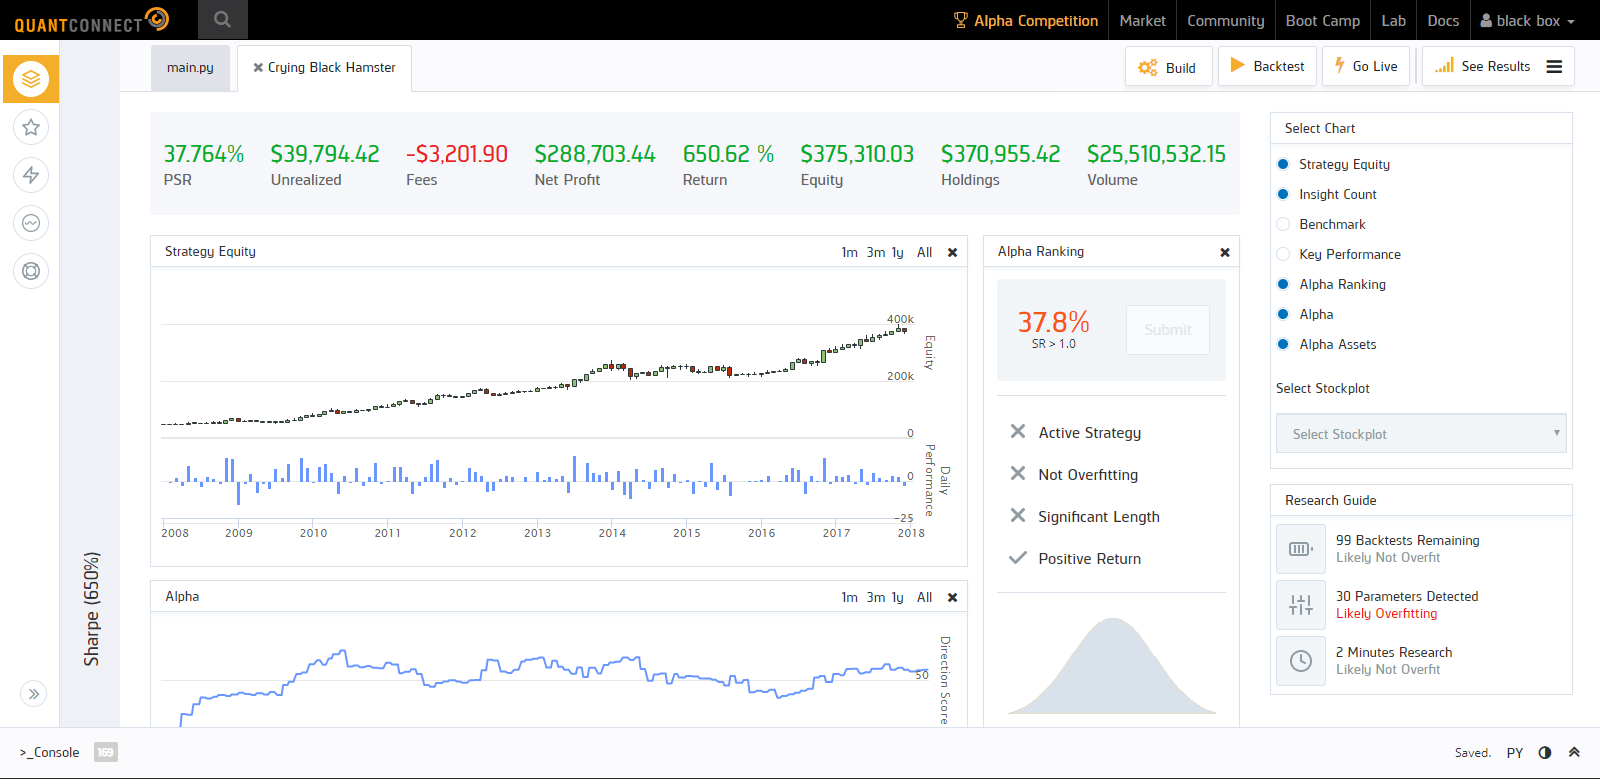 QUANTCONNECT
Alpha Competition Market Community Boot Camp Lab Docs black box
main.py Crying Black Hamster
Build Backtest Go Live See Results
37.764% $39,794.42 -$3,201.90 $288,703.44 650.62 % $375,310.03 $370,955.42 $25,510,532.15
PSR Unrealized Fees Net Profit Return Equity Holdings Volume
Sharpe (650%)
Strategy Equity 1m 3m 1y All
400k
200k
0
Equity
0
-25
Daily
Performance
2008 2009 2010 2011 2012 2013 2014 2015 2016 2017 2018
Alpha 1m 3m 1y All
50
Direction Score
Alpha Ranking
37.8%
SR > 1.0
Submit
Active Strategy
Not Overfitting
Significant Length
Positive Return
Select Chart
Strategy Equity
Insight Count
Benchmark
Key Performance
Alpha Ranking
Alpha
Alpha Assets
Select Stockplot
Select Stockplot
Research Guide
99 Backtests Remaining
Likely Not Overfit
30 Parameters Detected
Likely Overfitting
2 Minutes Research
Likely Not Overfit
>_Console 169
Saved. PY